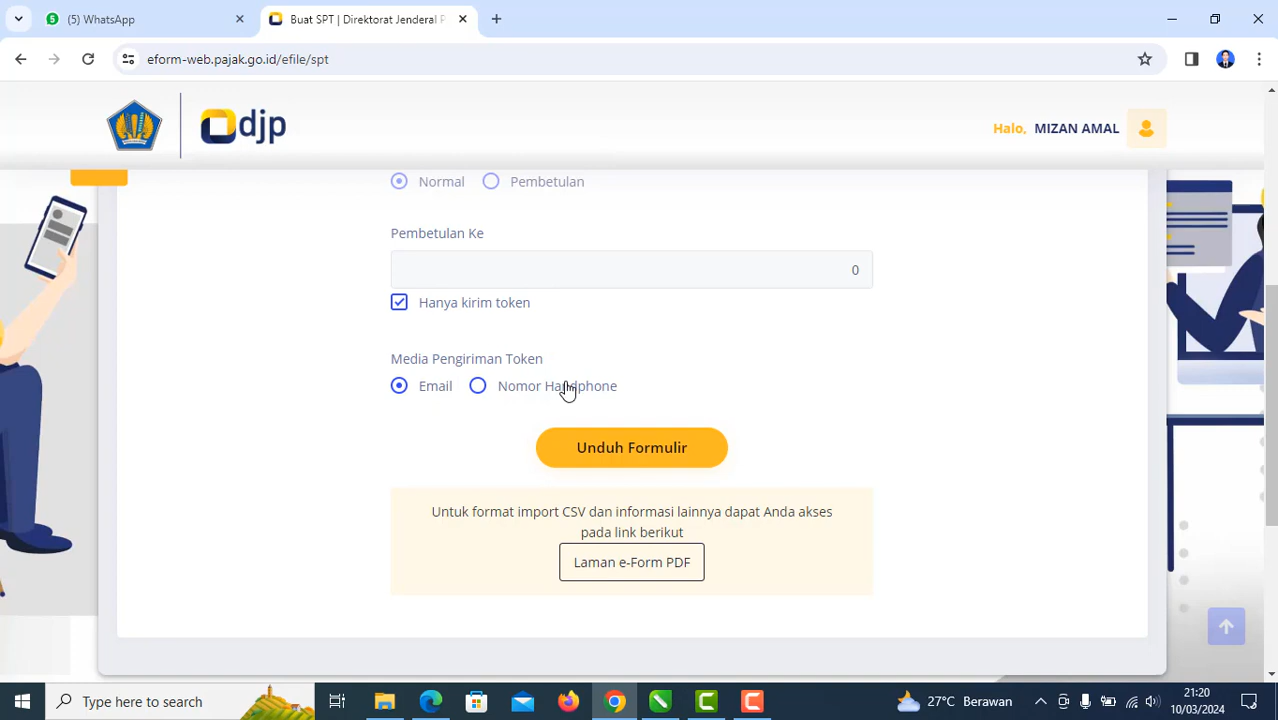 (5) WhatsApp
Buat SPT | Direktorat Jenderal P
eform-web.pajak.go.id/efile/spt
djp
Halo, MIZAN AMAL
Normal
Pembetulan
Pembetulan Ke
0
Hanya kirim token
Media Pengiriman Token
Email
Nomor Handphone
Unduh Formulir
Untuk format import CSV dan informasi lainnya dapat Anda akses
pada link berikut
Laman e-Form PDF
Type here to search
27°C Berawan
21:20
10/03/2024